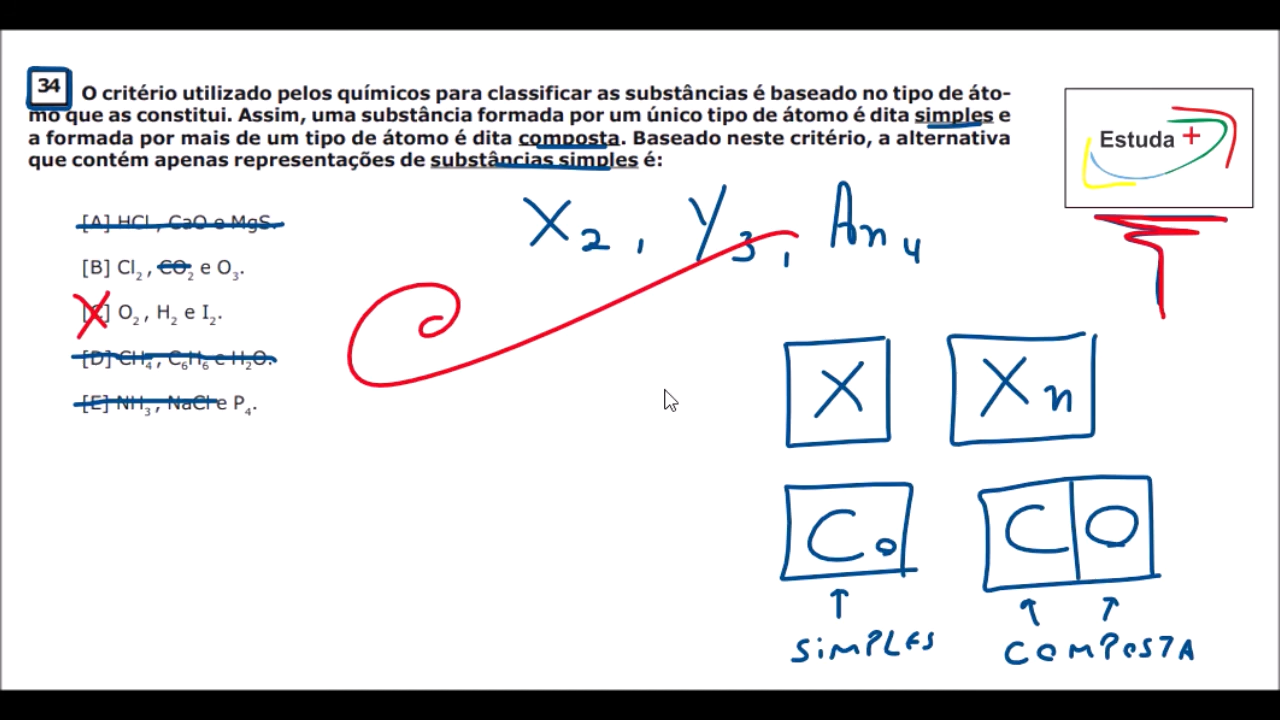 34
O critério utilizado pelos químicos para classificar as substâncias é baseado no tipo de áto-
mo que as constitui. Assim, uma substância formada por um único tipo de átomo é dita simples e
a formada por mais de um tipo de átomo é dita composta. Baseado neste critério, a alternativa
que contém apenas representações de substâncias simples é:
Estuda +
[A] HCl , CaO e MgS.
X₂ , Y₃ , An₄
[B] Cl₂ , CO₂ e O₃.
[C] O₂ , H₂ e I₂.
[D] CH₄ , C₆H₆ e H₂O.
[E] NH₃ , NaCl e P₄.
X Xn
Co C O
SIMPLES COMPOSTA